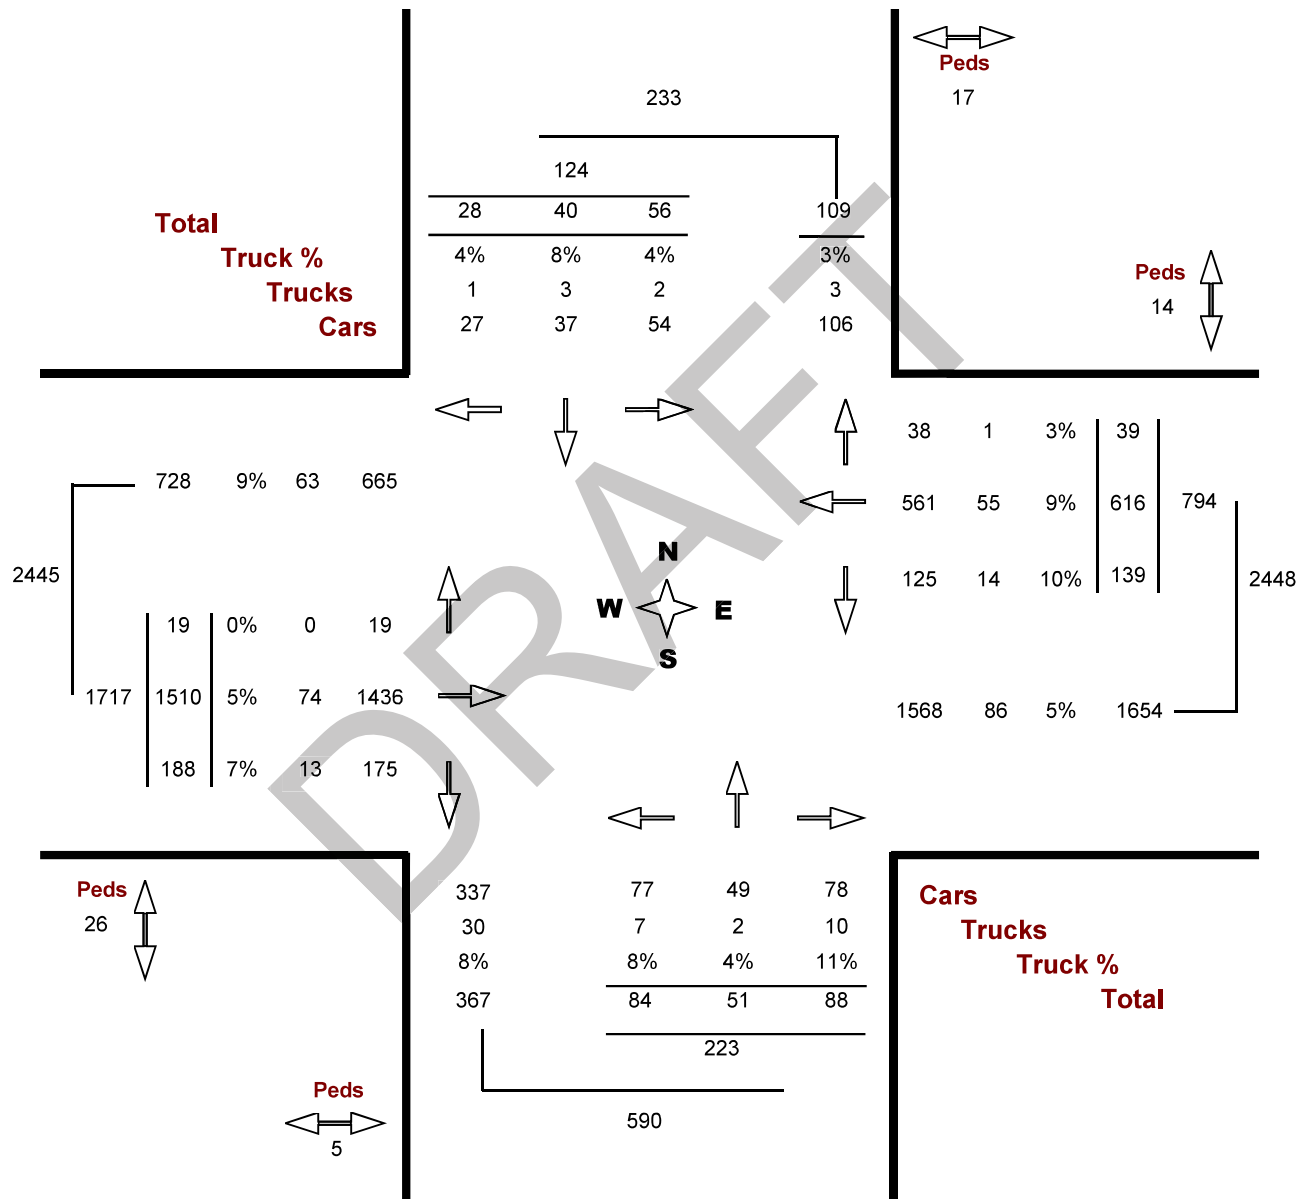 Peds
17
233
124
28 40 56 109
Total
4% 8% 4% 3%
Truck %
Peds
1 3 2 3
Trucks
14
27 37 54 106
Cars
38 1 3% 39
728 9% 63 665
561 55 9% 616 794
N
2445
125 14 10% 139 2448
W E
19 0% 0 19
S
1717 1510 5% 74 1436
1568 86 5% 1654
188 7% 13 175
DRAFT
Peds
26
337 77 49 78
Cars
30 7 2 10
Trucks
8% 8% 4% 11%
Truck %
367 84 51 88
Total
223
Peds
5
590